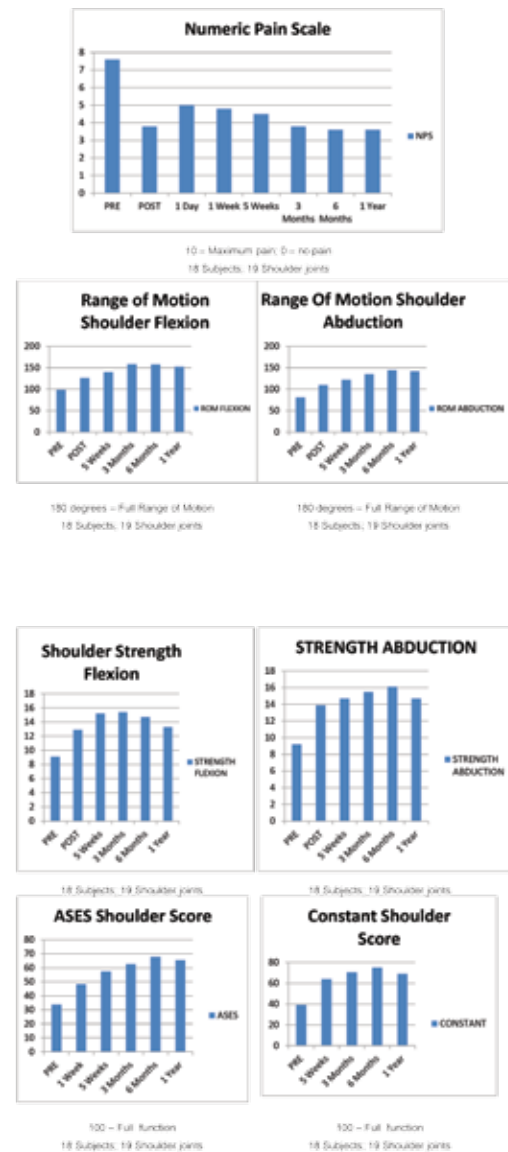 Numeric Pain Scale
8
7
6
5
4
3
2
1
0
NPS
PRE POST 1 Day 1 Week 5 Weeks 3 Months 6 Months 1 Year
10 = Maximum pain; 0 = no pain
18 Subjects; 19 Shoulder joints
Range of Motion
Shoulder Flexion
200
150
100
50
0
ROM FLEXION
PRE POST 5 Weeks 3 Months 6 Months 1 Year
180 degrees = Full Range of Motion
18 Subjects; 19 Shoulder joints
Range Of Motion Shoulder
Abduction
200
150
100
50
0
ROM ABDUCTION
PRE POST 5 Weeks 3 Months 6 Months 1 Year
180 degrees = Full Range of Motion
18 Subjects; 19 Shoulder joints
Shoulder Strength
Flexion
18
16
14
12
10
8
6
4
2
0
STRENGTH
FLEXION
PRE POST 5 Weeks 3 Months 6 Months 1 Year
18 Subjects; 19 Shoulder joints
STRENGTH ABDUCTION
18
16
14
12
10
8
6
4
2
0
STRENGTH
ABDUCTION
PRE POST 5 Weeks 3 Months 6 Months 1 Year
18 Subjects; 19 Shoulder joints
ASES Shoulder Score
80
70
60
50
40
30
20
10
0
ASES
PRE 1 Week 5 Weeks 3 Months 6 Months 1 Year
100 = Full function
18 Subjects; 19 Shoulder joints
Constant Shoulder
Score
80
60
40
20
0
CONSTANT
PRE 5 Weeks 3 Months 6 Months 1 Year
100 = Full function
18 Subjects; 19 Shoulder joints